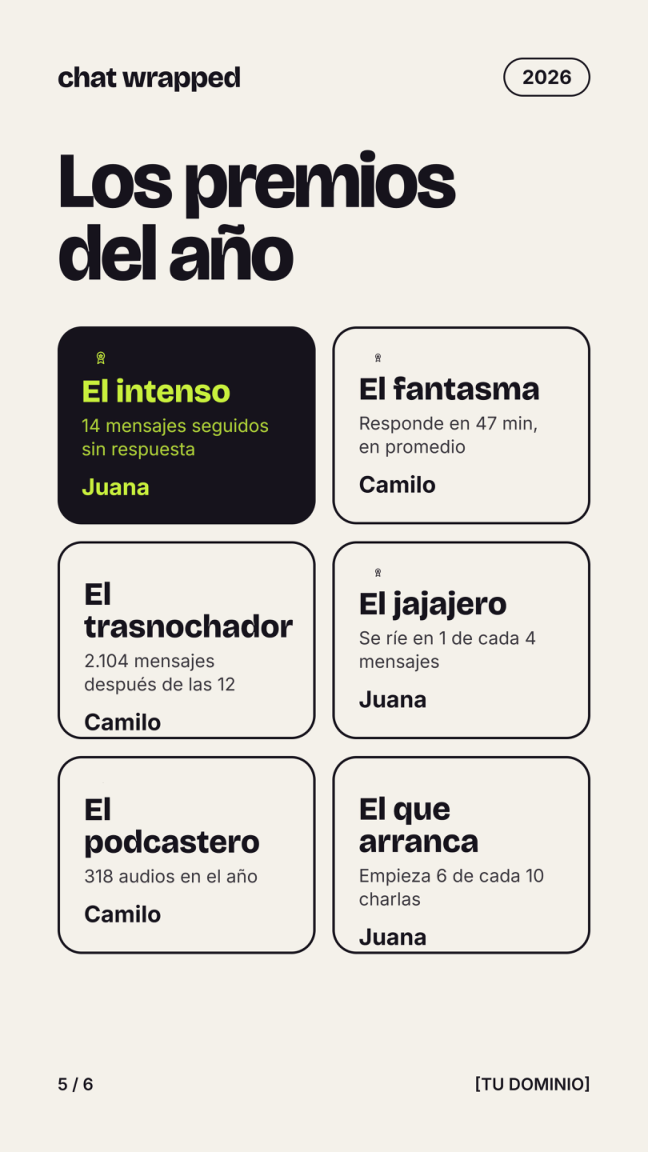 chat wrapped
2026
Los premios
del año
El intenso
14 mensajes seguidos
sin respuesta
Juana
El fantasma
Responde en 47 min,
en promedio
Camilo
El
trasnochador
2.104 mensajes
después de las 12
Camilo
El jajajero
Se ríe en 1 de cada 4
mensajes
Juana
El
podcastero
318 audios en el año
Camilo
El que
arranca
Empieza 6 de cada 10
charlas
Juana
5 / 6
[TU DOMINIO]